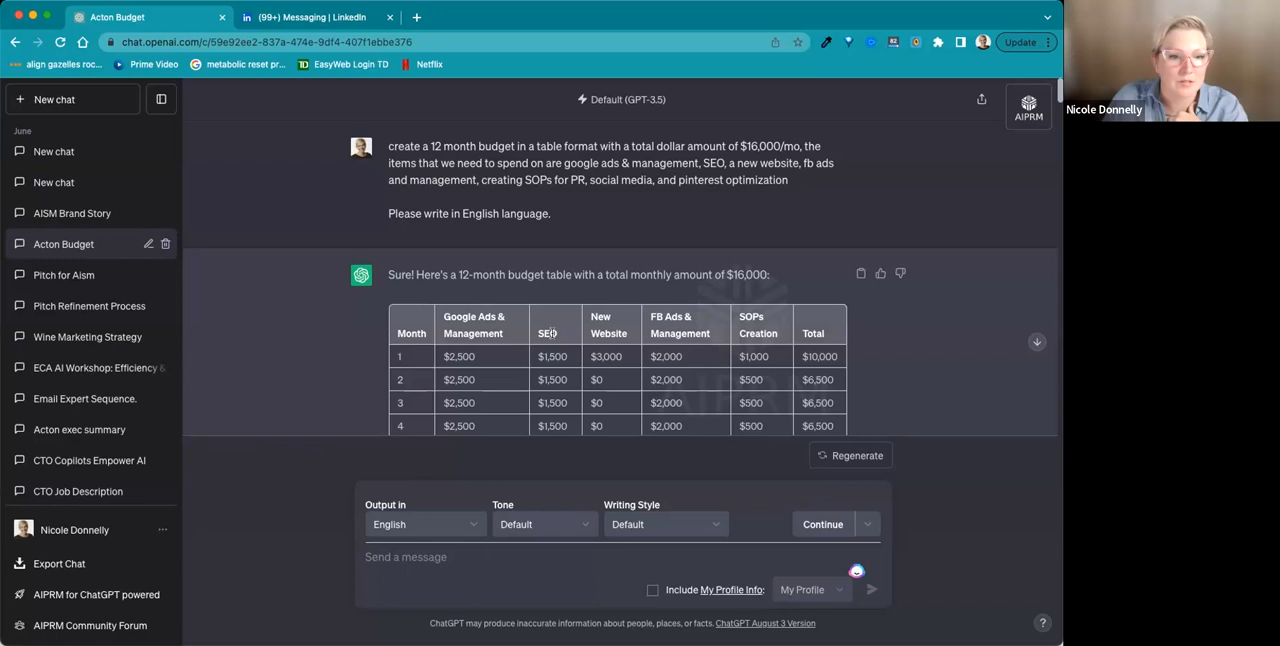 Acton Budget
(99+) Messaging | LinkedIn
chat.openai.com/c/59e92ee2-837a-474e-9df4-407f1ebbe376
Update
align gazelles roc...
Prime Video
metabolic reset pr...
EasyWeb Login TD
Netflix
New chat
June
New chat
New chat
AISM Brand Story
Acton Budget
Pitch for Aism
Pitch Refinement Process
Wine Marketing Strategy
ECA AI Workshop: Efficiency &
Email Expert Sequence.
Acton exec summary
CTO Copilots Empower AI
CTO Job Description
Nicole Donnelly
Export Chat
AIPRM for ChatGPT powered
AIPRM Community Forum
Default (GPT-3.5)
AIPRM
create a 12 month budget in a table format with a total dollar amount of $16,000/mo, the
items that we need to spend on are google ads & management, SEO, a new website, fb ads
and management, creating SOPs for PR, social media, and pinterest optimization
Please write in English language.
Sure! Here's a 12-month budget table with a total monthly amount of $16,000:
Month Google Ads & Management SEO New Website FB Ads & Management SOPs Creation Total
1 $2,500 $1,500 $3,000 $2,000 $1,000 $10,000
2 $2,500 $1,500 $0 $2,000 $500 $6,500
3 $2,500 $1,500 $0 $2,000 $500 $6,500
4 $2,500 $1,500 $0 $2,000 $500 $6,500
AIPRM
Regenerate
Output in Tone Writing Style
English Default Default Continue
Send a message
Include My Profile Info: My Profile
ChatGPT may produce inaccurate information about people, places, or facts. ChatGPT August 3 Version
?
Nicole Donnelly